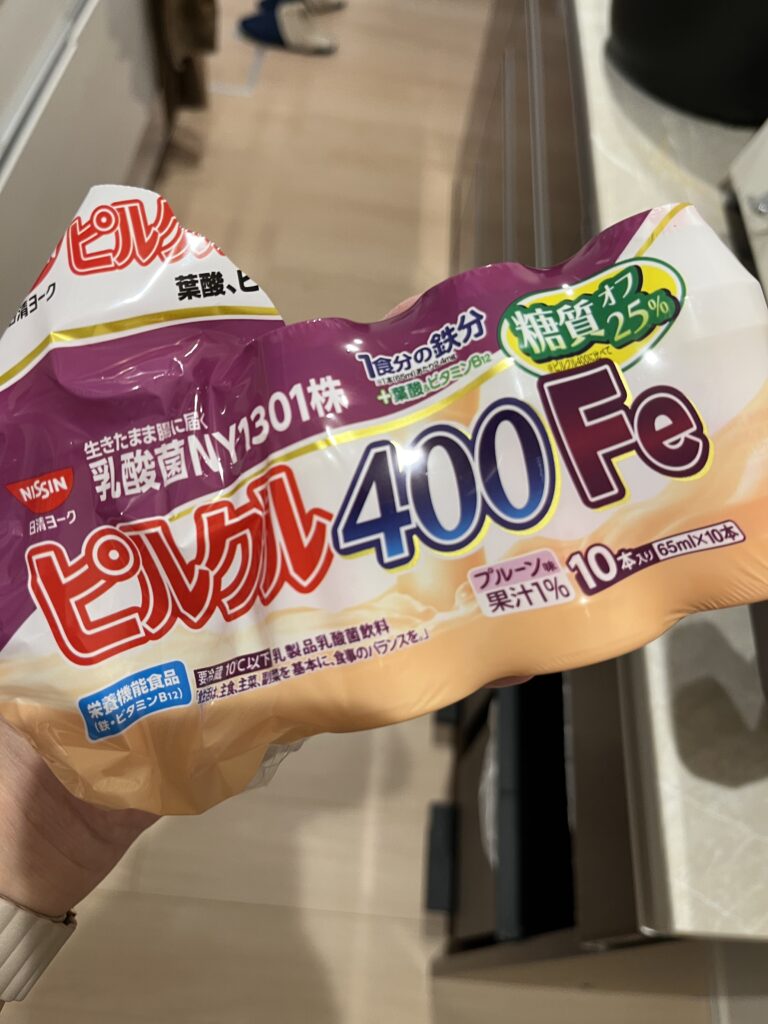 ピルクル
日清ヨーク
葉酸、ビ
1食分の鉄分
+葉酸&ビタミンB12
糖質オフ
25%
生きたまま腸に届く
乳酸菌NY1301株
NISSIN
日清ヨーク
ピルクル400Fe
プルーン味
果汁1%
10本入り 65ml×10本
栄養機能食品
(鉄・ビタミンB12)
要冷蔵10℃以下 乳製品乳酸菌飲料
「食生活は、主食、主菜、副菜を基本に、食事のバランスを。」